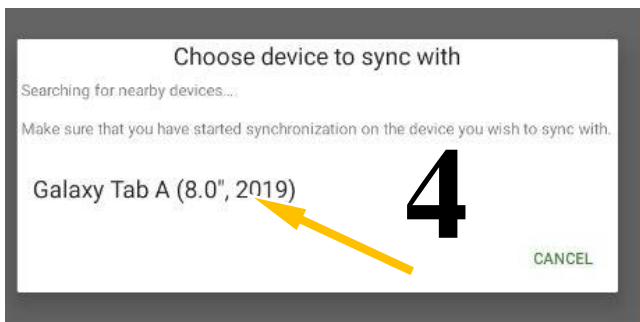 Choose device to sync with
Searching for nearby devices...
Make sure that you have started synchronization on the device you wish to sync with.
Galaxy Tab A (8.0", 2019)
4
CANCEL